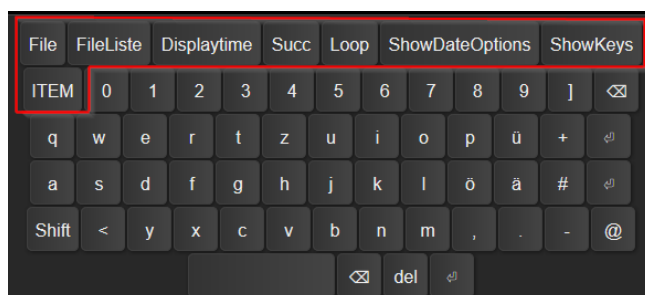 File FileListe Displaytime Succ Loop ShowDateOptions ShowKeys
ITEM 0 1 2 3 4 5 6 7 8 9 ] ⌫
q w e r t z u i o p ü + ⏎
a s d f g h j k l ö ä # ⏎
Shift < y x c v b n m , . - @
⌫ del ⏎